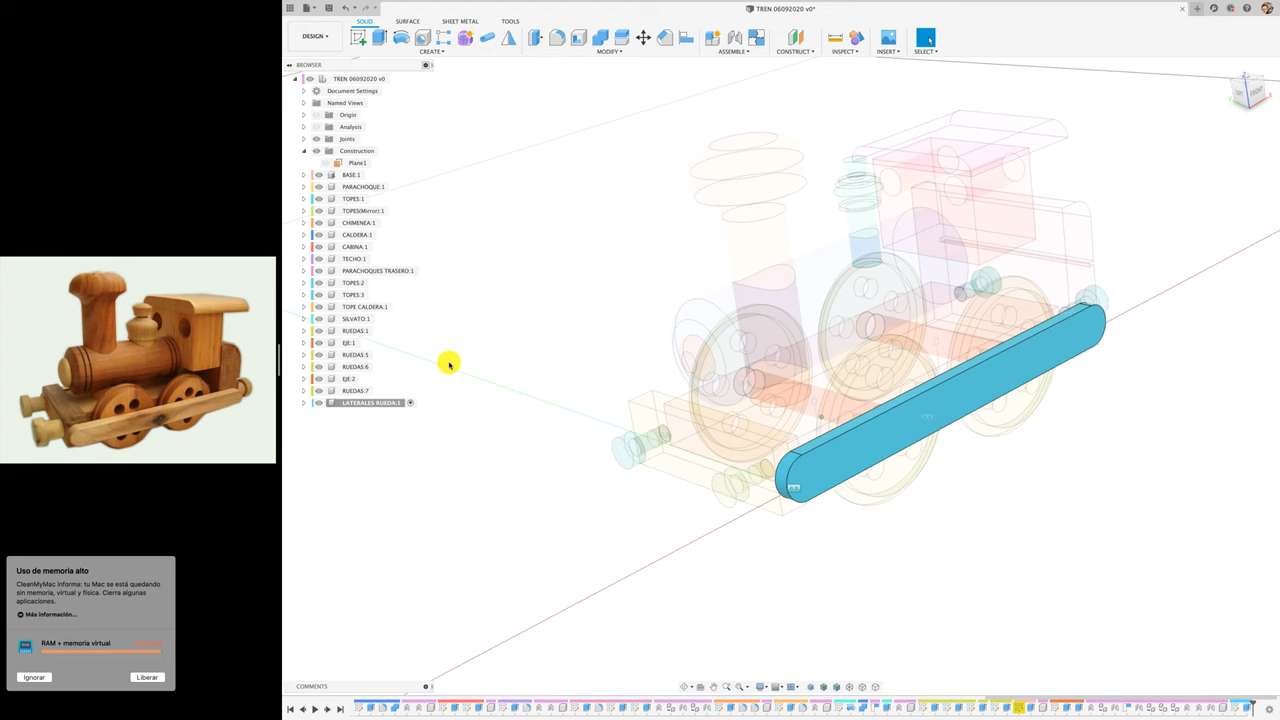 TREN 06092020 v0*
DESIGN ▾
SOLID
SURFACE
SHEET METAL
TOOLS
CREATE ▾
MODIFY ▾
ASSEMBLE ▾
CONSTRUCT ▾
INSPECT ▾
INSERT ▾
SELECT ▾
BROWSER
TREN 06092020 v0
Document Settings
Named Views
Origin
Analysis
Joints
Construction
Plane1
BASE:1
PARACHOQUE:1
TOPES:1
TOPES(Mirror):1
CHIMENEA:1
CALDERA:1
CABINA:1
TECHO:1
PARACHOQUES TRASERO:1
TOPES:2
TOPES:3
TOPE CALDERA:1
SILVATO:1
RUEDAS:1
EJE:1
RUEDAS:5
RUEDAS:6
EJE:2
RUEDAS:7
LATERALES RUEDA:1
Uso de memoria alto
CleanMyMac informa: tu Mac se está quedando
sin memoria, virtual y física. Cierra algunas
aplicaciones.
Más información...
RAM + memoria virtual
Ignorar
Liberar
COMMENTS